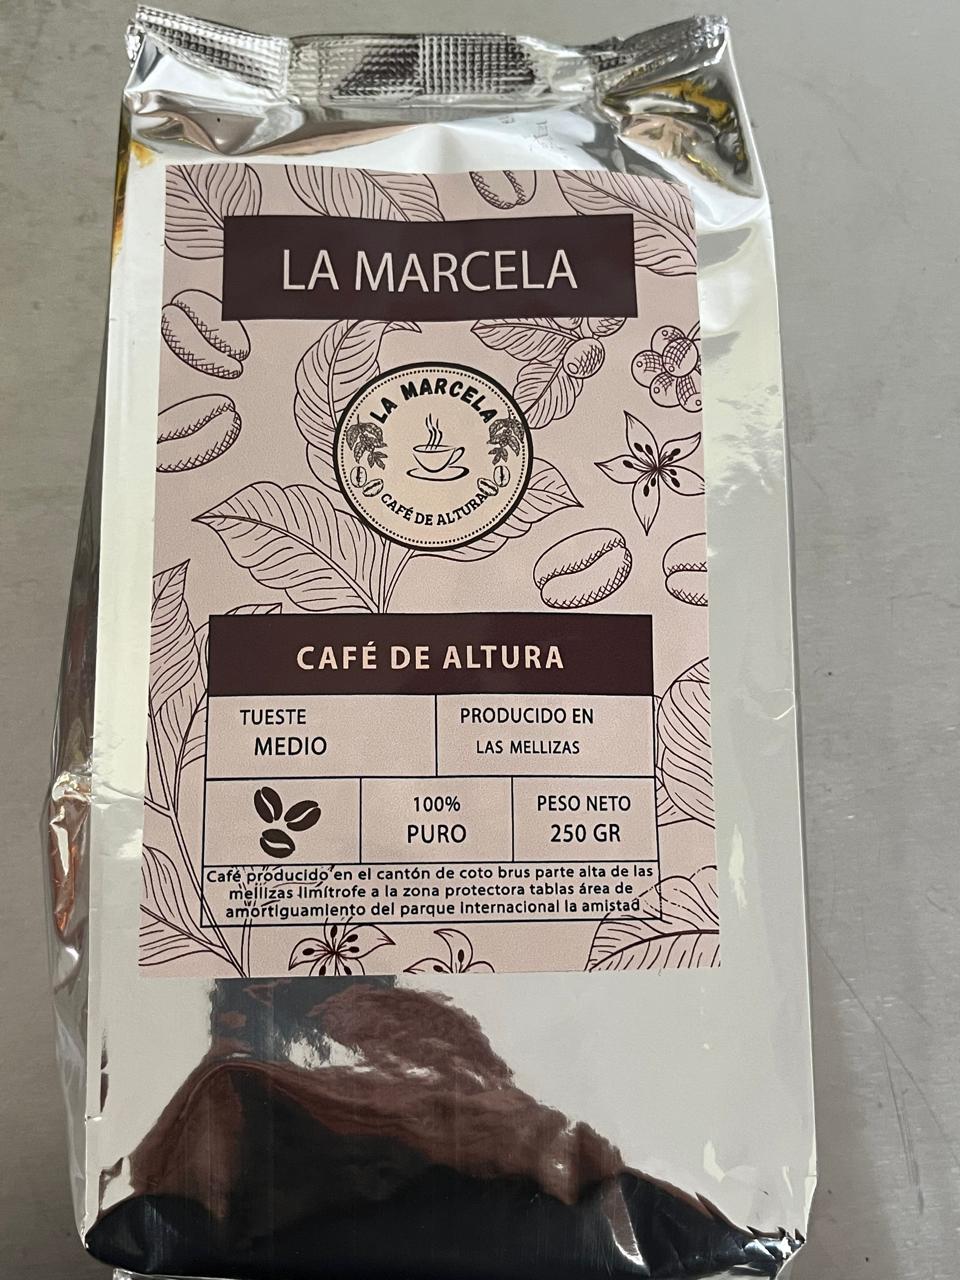 LA MARCELA
LA MARCELA
CAFÉ DE ALTURA
CAFÉ DE ALTURA
TUESTE
MEDIO
PRODUCIDO EN
LAS MELLIZAS
100%
PURO
PESO NETO
250 GR
Café producido en el cantón de coto brus parte alta de las
mellizas limítrofe a la zona protectora tablas área de
amortiguamiento del parque Internacional la amistad